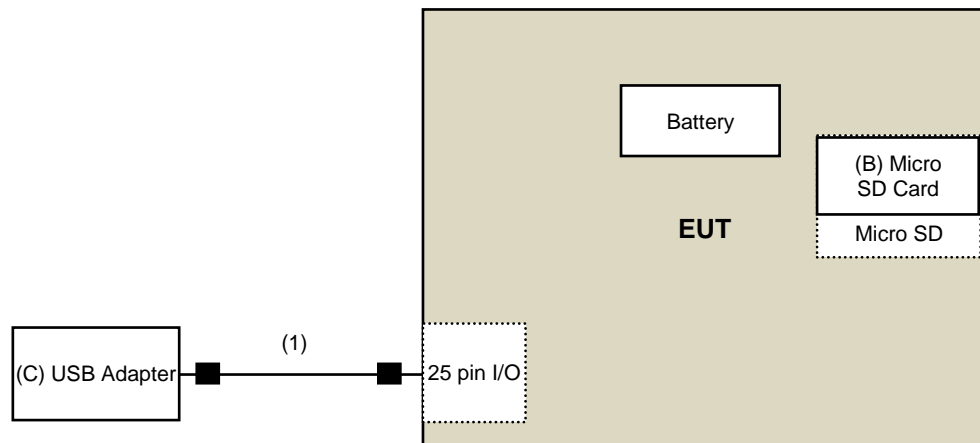 Battery
(B) Micro
SD Card
EUT
Micro SD
(1)
(C) USB Adapter
25 pin I/O